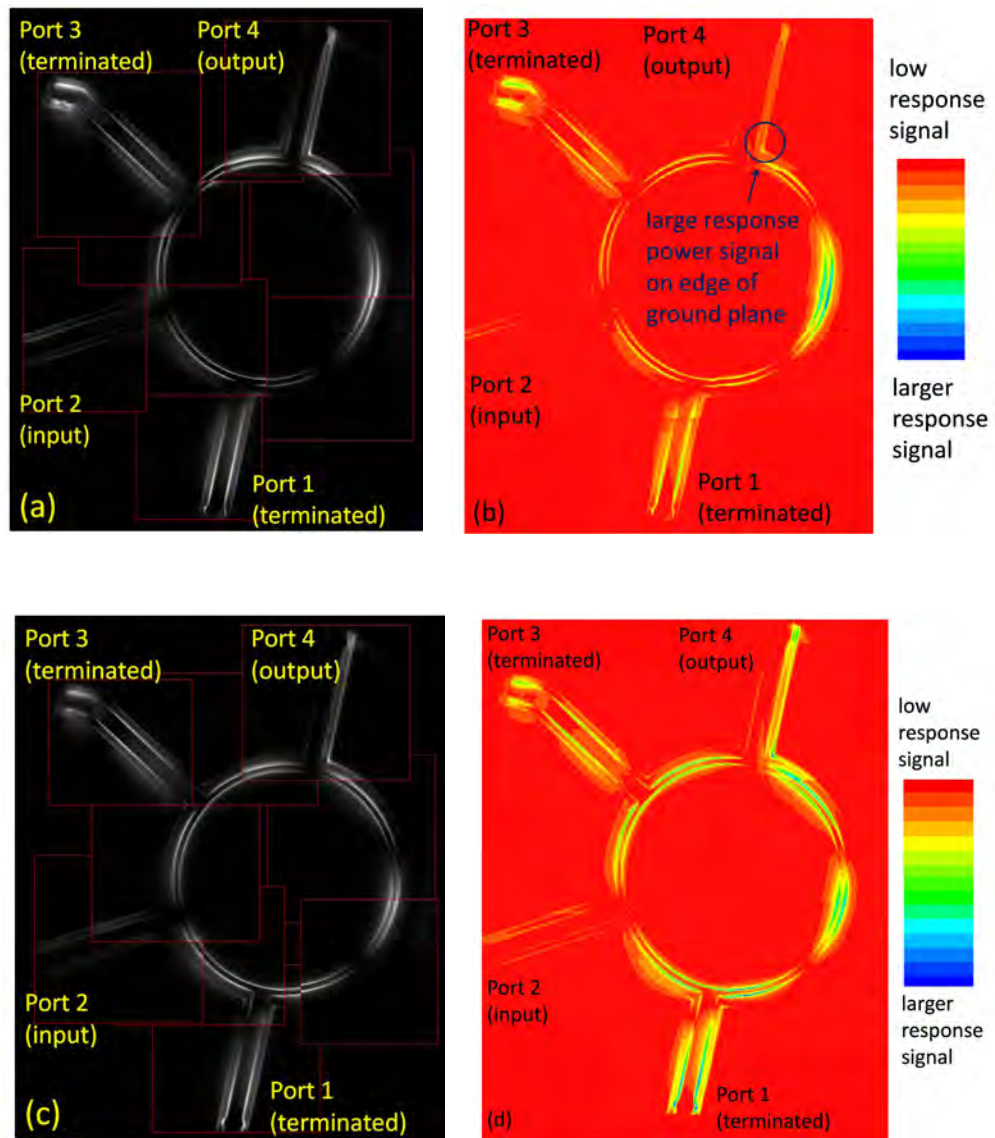 Port 3
(terminated)
Port 4
(output)
Port 2
(input)
Port 1
(terminated)
(a)
Port 3
(terminated)
Port 4
(output)
large response
power signal
on edge of
ground plane
Port 2
(input)
Port 1
(terminated)
(b)
low
response
signal
larger
response
signal
Port 3
(terminated)
Port 4
(output)
Port 2
(input)
Port 1
(terminated)
(c)
Port 3
(terminated)
Port 4
(output)
Port 2
(input)
Port 1
(terminated)
(d)
low
response
signal
larger
response
signal